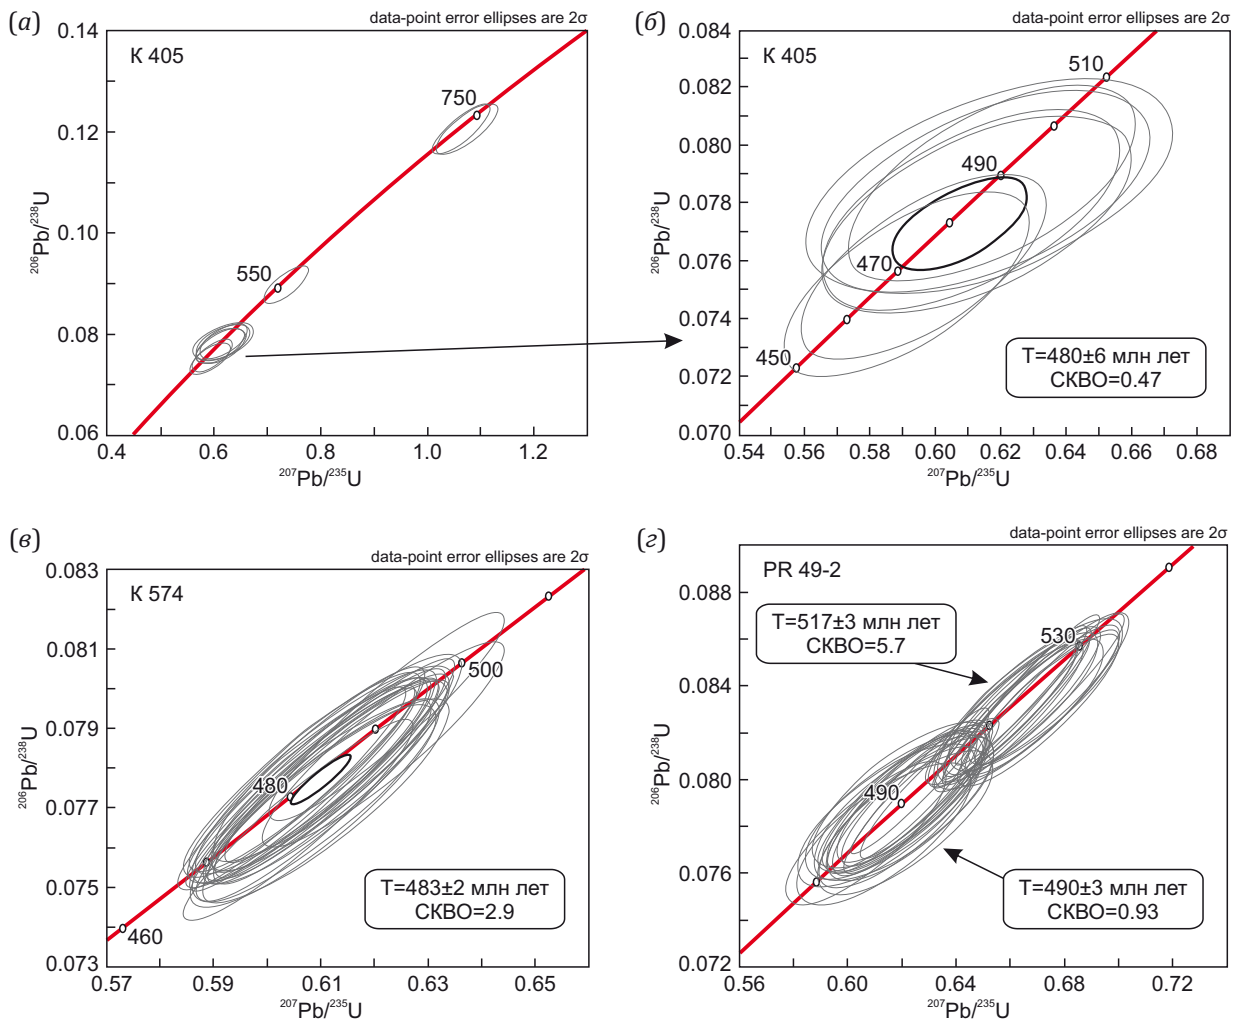 (а)
data-point error ellipses are 2σ
K 405
0.14
0.12
0.10
0.08
0.06
750
550
0.4
0.6
0.8
1.0
1.2
206Pb/238U
207Pb/235U
(б)
data-point error ellipses are 2σ
K 405
0.084
0.082
0.080
0.078
0.076
0.074
0.072
0.070
510
490
470
450
T=480±6 млн лет
СКВО=0.47
0.54
0.56
0.58
0.60
0.62
0.64
0.66
0.68
206Pb/238U
207Pb/235U
(в)
data-point error ellipses are 2σ
K 574
0.083
0.081
0.079
0.077
0.075
0.073
500
480
460
T=483±2 млн лет
СКВО=2.9
0.57
0.59
0.61
0.63
0.65
206Pb/238U
207Pb/235U
(г)
data-point error ellipses are 2σ
PR 49-2
T=517±3 млн лет
СКВО=5.7
0.088
0.084
0.080
0.076
0.072
530
490
T=490±3 млн лет
СКВО=0.93
0.56
0.60
0.64
0.68
0.72
206Pb/238U
207Pb/235U